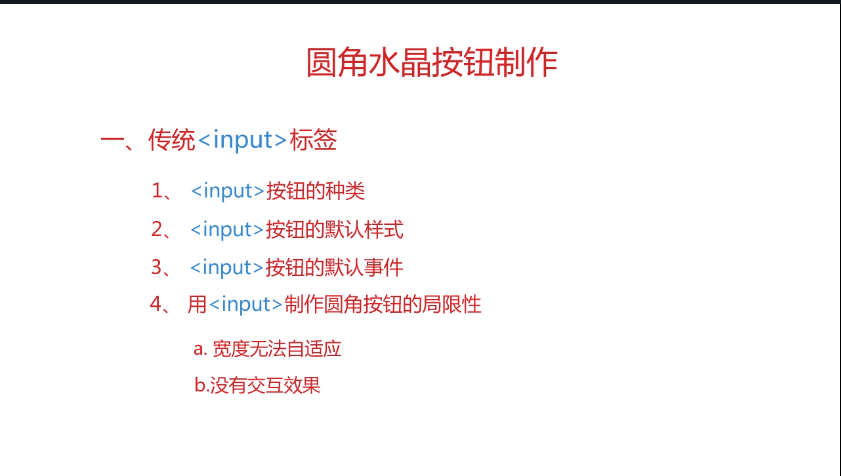 圆角水晶按钮制作
一、传统<input>标签
1、 <input>按钮的种类
2、 <input>按钮的默认样式
3、 <input>按钮的默认事件
4、 用<input>制作圆角按钮的局限性
a. 宽度无法自适应
b.没有交互效果